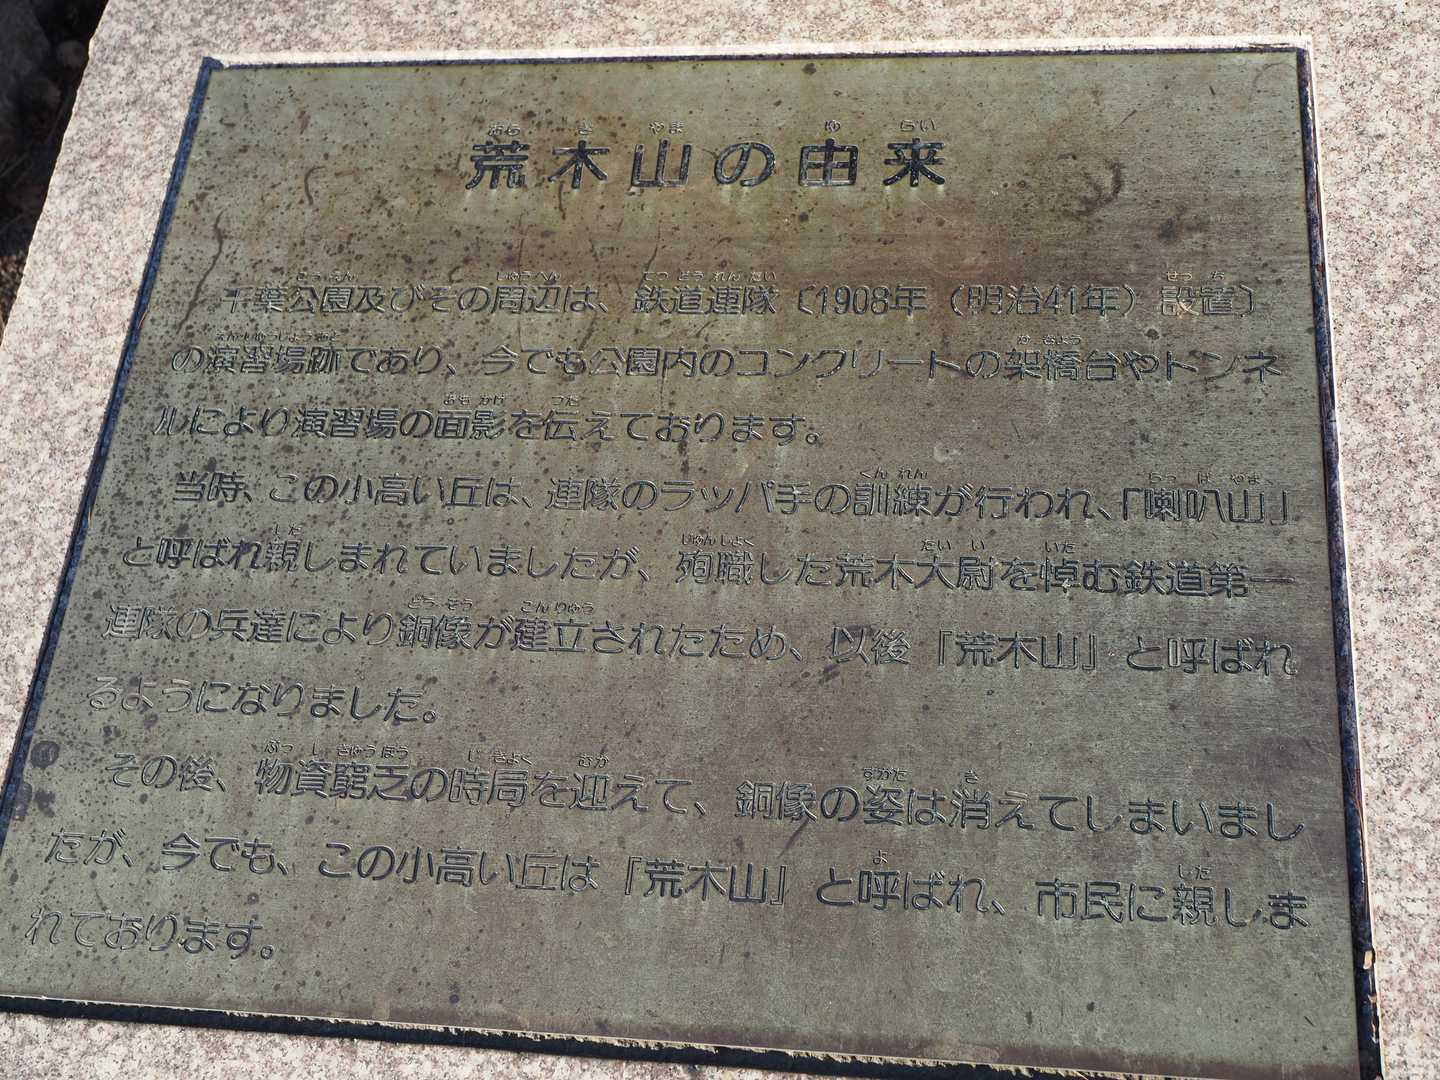 荒木山の由来
千葉公園及びその周辺は、鉄道連隊〔1908年（明治41年）設置〕
の演習場跡であり、今でも公園内のコンクリートの架橋台やトンネ
ルにより演習場の面影を伝えております。
当時、この小高い丘は、連隊のラッパ手の訓練が行われ、「喇叭山」
と呼ばれ親しまれていましたが、殉職した荒木大尉を悼む鉄道第一
連隊の兵達により銅像が建立されたため、以後『荒木山』と呼ばれ
るようになりました。
その後、物資窮乏の時局を迎えて、銅像の姿は消えてしまいまし
たが、今でも、この小高い丘は『荒木山』と呼ばれ、市民に親しま
れております。